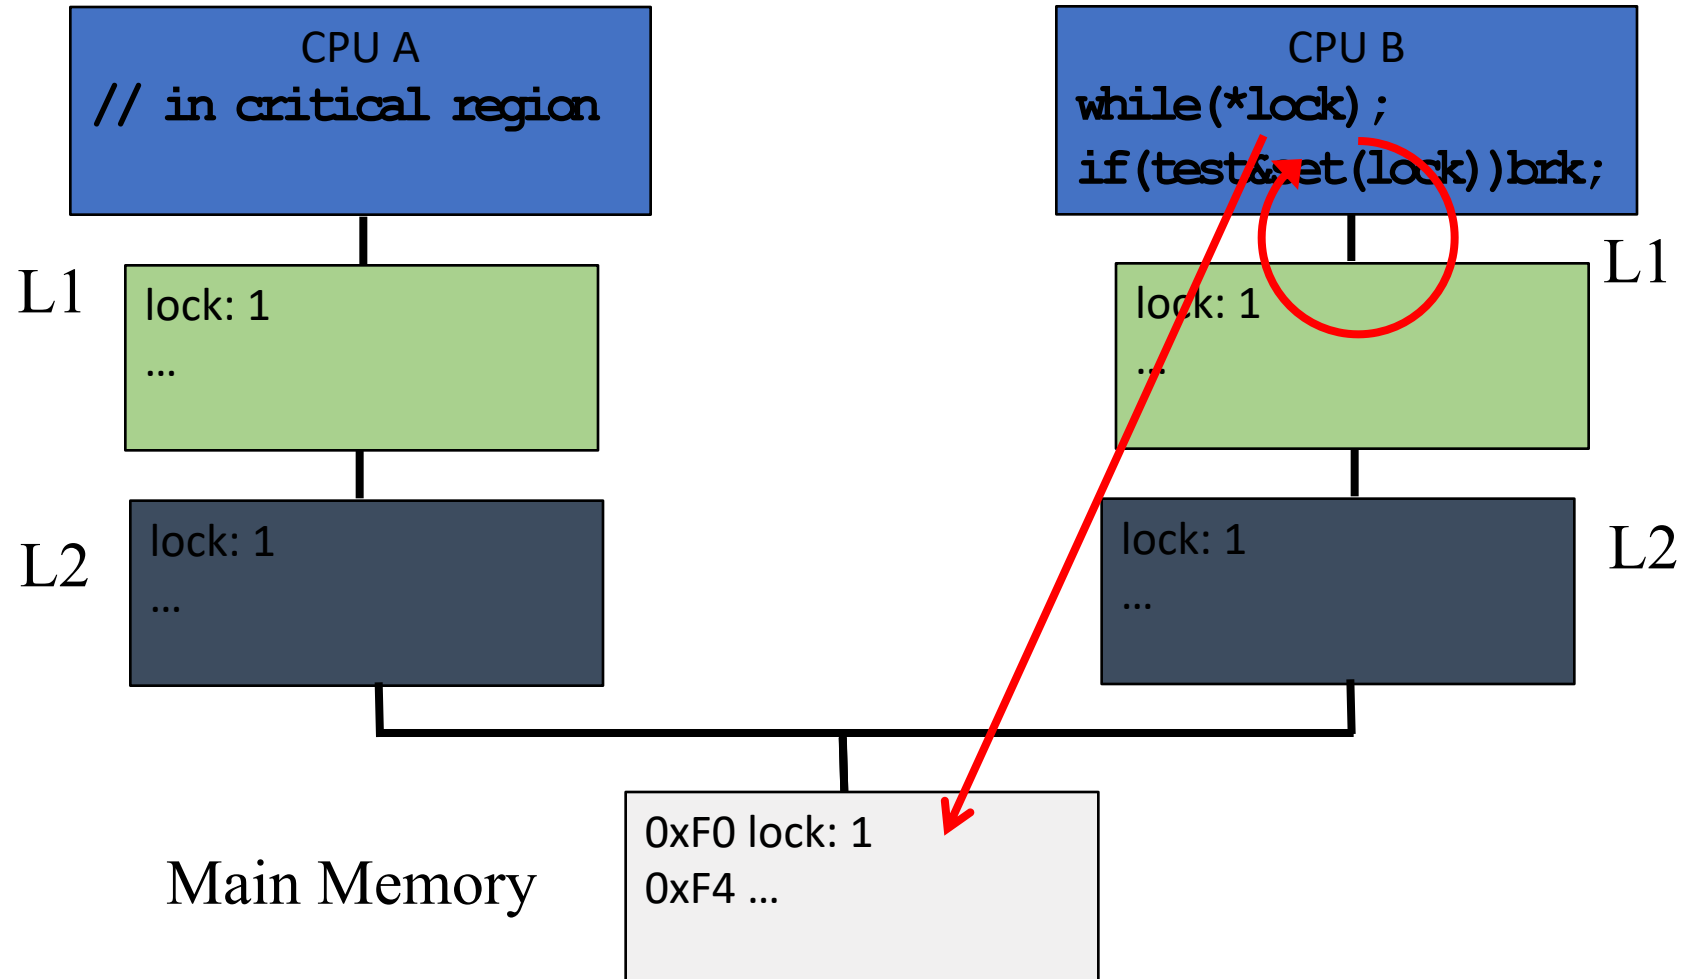 CPU A
// in critical region
CPU B
while(*lock);
if(test&set(lock))brk;
L1
lock: 1
…
lock: 1
…
L1
L2
lock: 1
…
lock: 1
…
L2
Main Memory
0xF0 lock: 1
0xF4 …